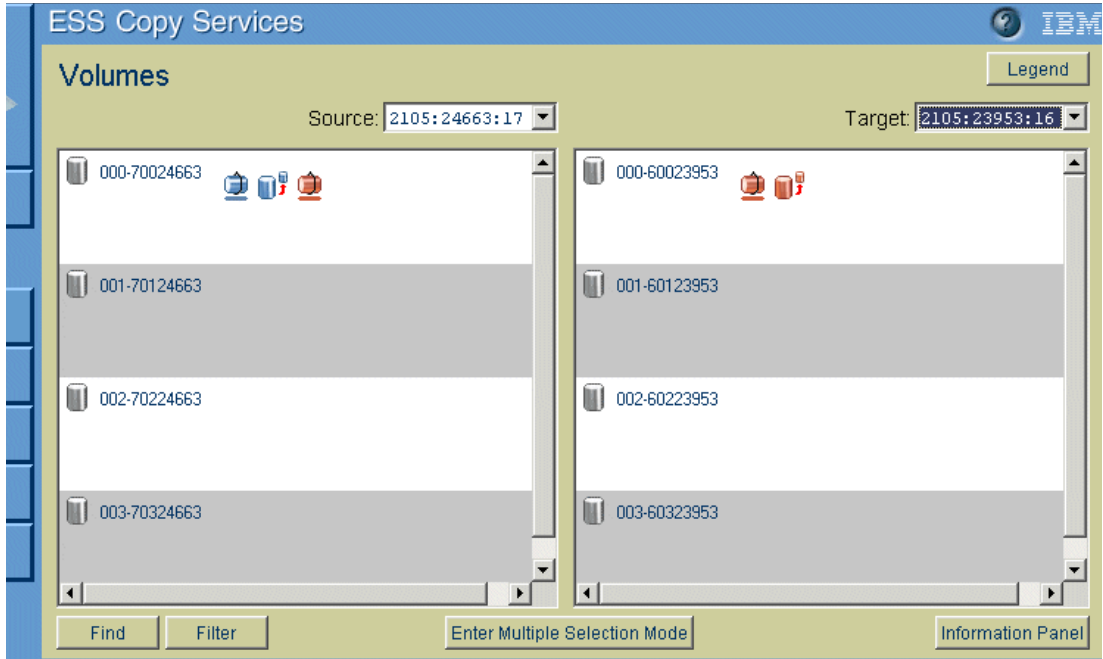 ESS Copy Services
? IBM
Volumes
Legend
Source: 2105:24663:17
Target: 2105:23953:16
000-70024663
001-70124663
002-70224663
003-70324663
000-60023953
001-60123953
002-60223953
003-60323953
Find
Filter
Enter Multiple Selection Mode
Information Panel